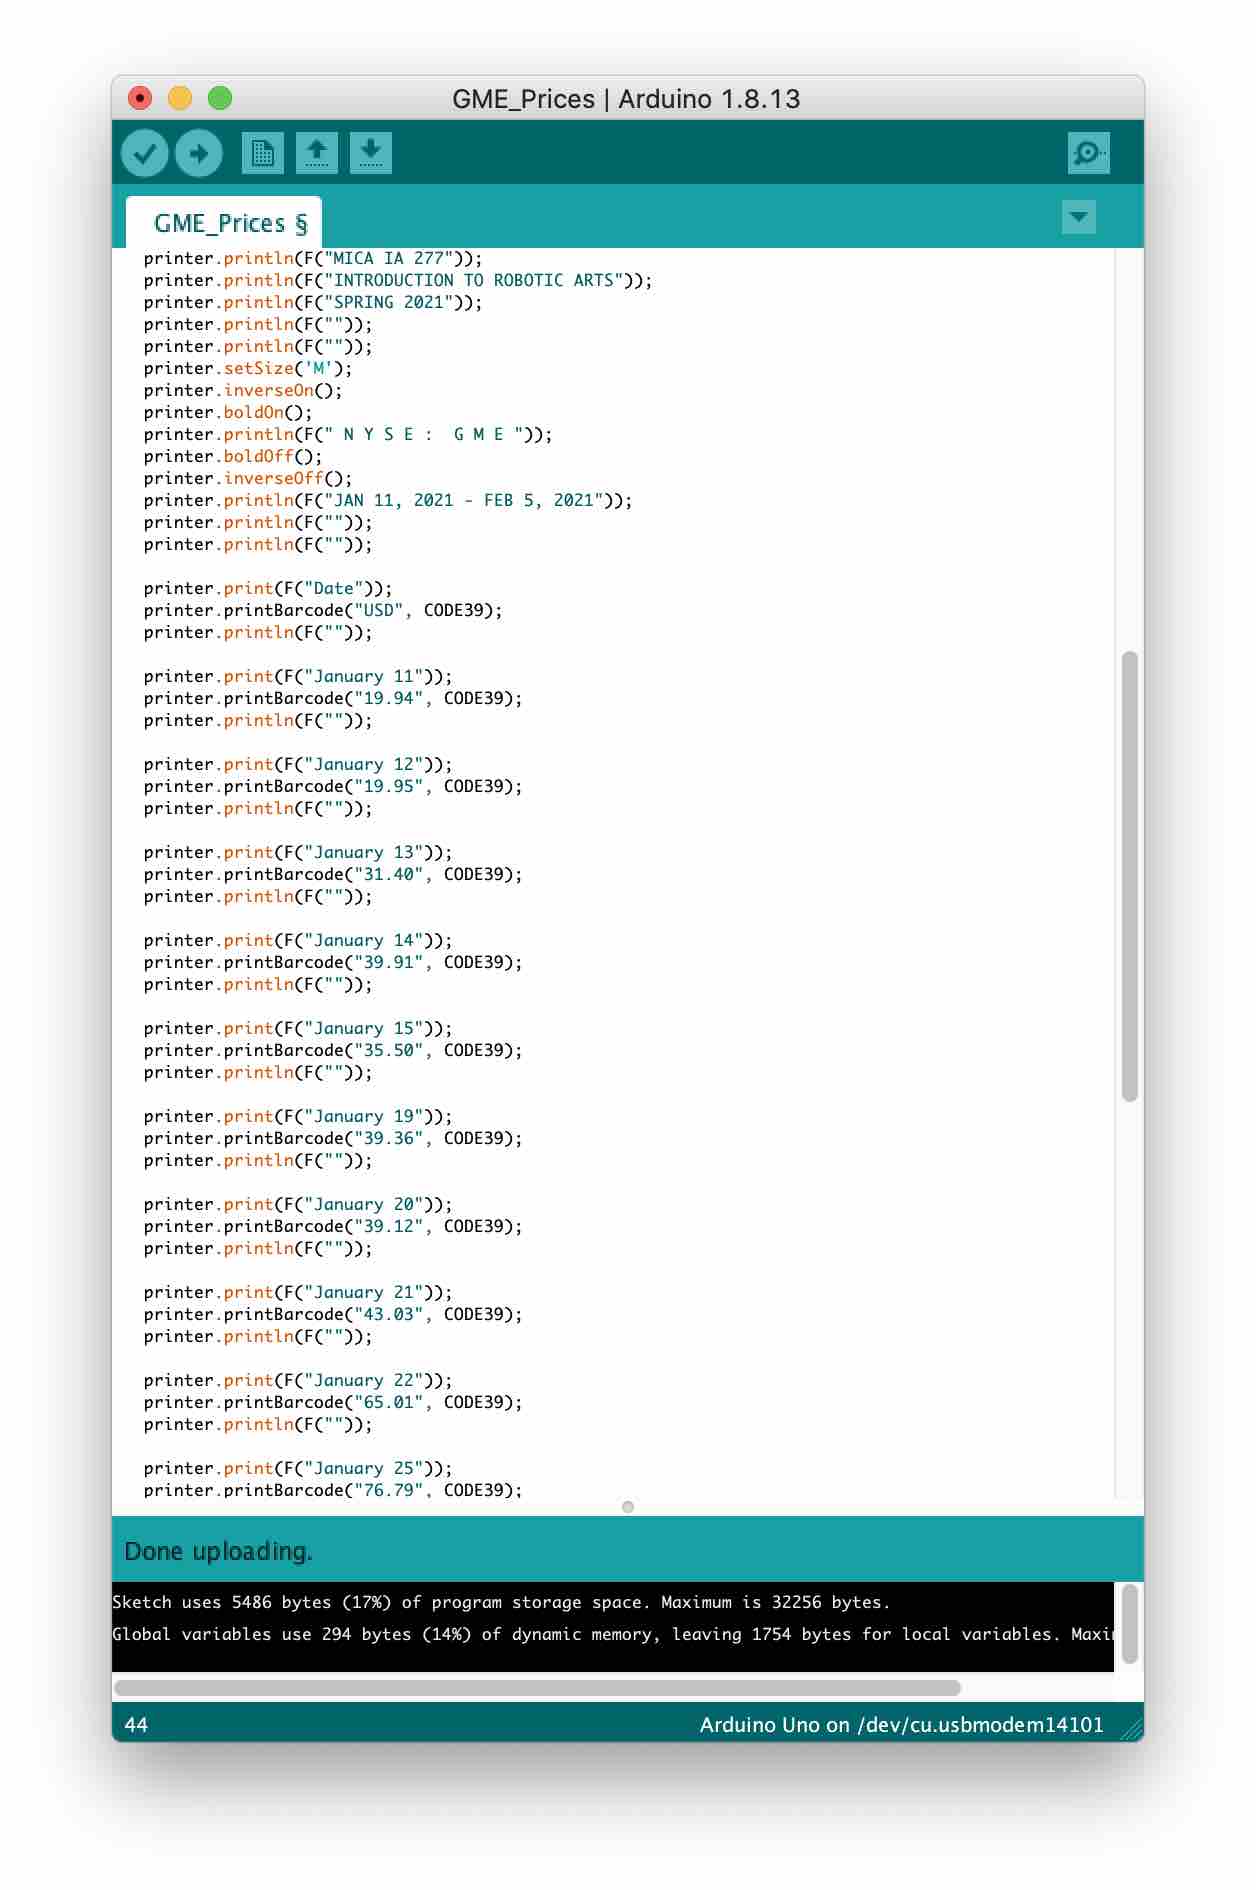 GME_Prices | Arduino 1.8.13
GME_Prices §
printer.println(F("MICA IA 277"));
printer.println(F("INTRODUCTION TO ROBOTIC ARTS"));
printer.println(F("SPRING 2021"));
printer.println(F(""));
printer.println(F(""));
printer.setSize('M');
printer.inverseOn();
printer.boldOn();
printer.println(F(" N Y S E :  G M E "));
printer.boldOff();
printer.inverseOff();
printer.println(F("JAN 11, 2021 - FEB 5, 2021"));
printer.println(F(""));
printer.println(F(""));
printer.print(F("Date"));
printer.printBarcode("USD", CODE39);
printer.println(F(""));
printer.print(F("January 11"));
printer.printBarcode("19.94", CODE39);
printer.println(F(""));
printer.print(F("January 12"));
printer.printBarcode("19.95", CODE39);
printer.println(F(""));
printer.print(F("January 13"));
printer.printBarcode("31.40", CODE39);
printer.println(F(""));
printer.print(F("January 14"));
printer.printBarcode("39.91", CODE39);
printer.println(F(""));
printer.print(F("January 15"));
printer.printBarcode("35.50", CODE39);
printer.println(F(""));
printer.print(F("January 19"));
printer.printBarcode("39.36", CODE39);
printer.println(F(""));
printer.print(F("January 20"));
printer.printBarcode("39.12", CODE39);
printer.println(F(""));
printer.print(F("January 21"));
printer.printBarcode("43.03", CODE39);
printer.println(F(""));
printer.print(F("January 22"));
printer.printBarcode("65.01", CODE39);
printer.println(F(""));
printer.print(F("January 25"));
printer.printBarcode("76.79", CODE39);
Done uploading.
Sketch uses 5486 bytes (17%) of program storage space. Maximum is 32256 bytes.
Global variables use 294 bytes (14%) of dynamic memory, leaving 1754 bytes for local variables. Maxi
44
Arduino Uno on /dev/cu.usbmodem14101